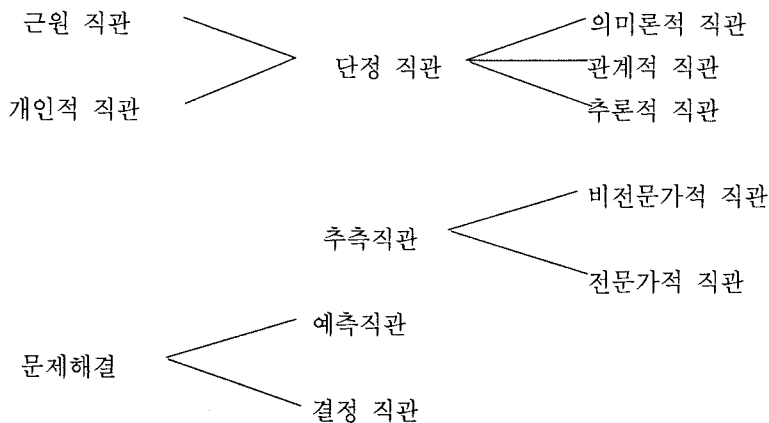 근원 직관
의미론적 직관
단정 직관
관계적 직관
개인적 직관
추론적 직관
비전문가적 직관
추측직관
전문가적 직관
예측직관
문제해결
결정 직관